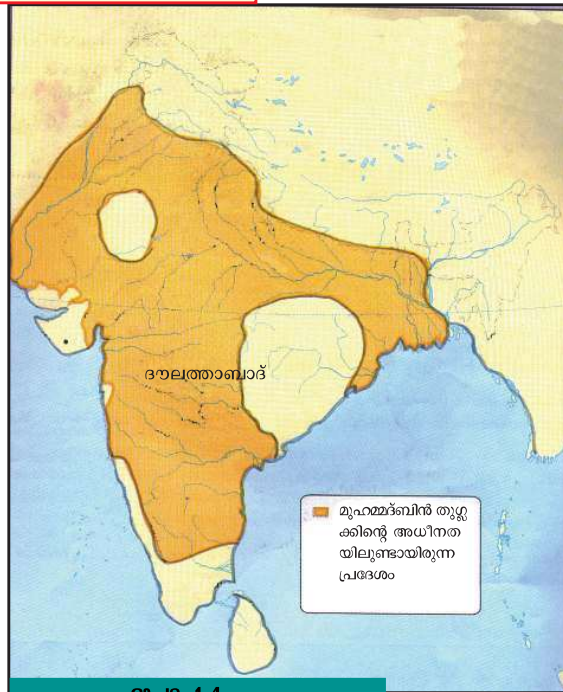 ദൗലത്താബാദ്
മുഹമ്മദ്ബിൻ തുഗ്ല
ക്കിന്റെ അധീനത
യിലുണ്ടായിരുന്ന
പ്രദേശം